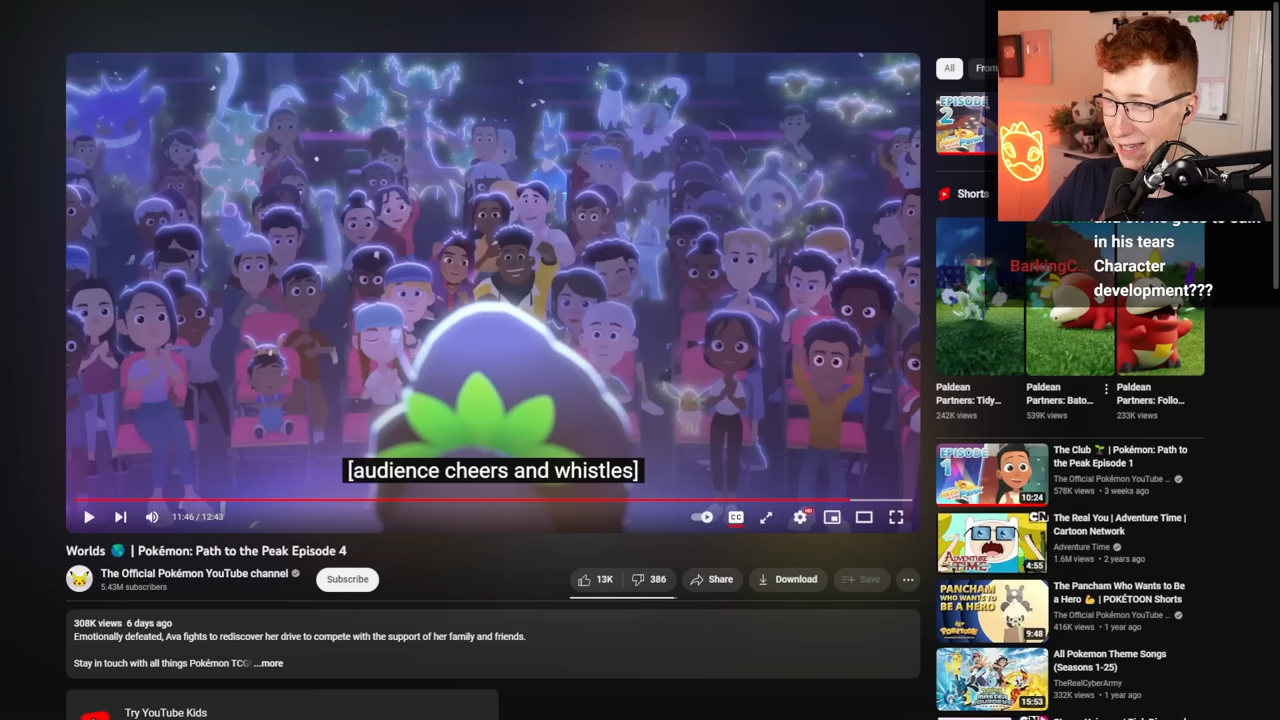 [audience cheers and whistles]
11:46 / 12:43
CC
HD
Worlds 🌎 | Pokémon: Path to the Peak Episode 4
The Official Pokémon YouTube channel
5.43M subscribers
Subscribe
13K
386
Share
Download
Save
308K views 6 days ago
Emotionally defeated, Ava fights to rediscover her drive to compete with the support of her family and friends.
Stay in touch with all things Pokémon TCG
...more
Try YouTube Kids
All
From
EPISODE
2
Shorts
in his tears
BarkingC...
Character
development???
Paldean
Partners: Tidy...
242K views
Paldean
Partners: Bato...
539K views
Paldean
Partners: Follo...
233K views
EPISODE
1
10:24
The Club 🌱 | Pokémon: Path to
the Peak Episode 1
The Official Pokémon YouTube ...
578K views • 3 weeks ago
CN
ADVENTURE
TIME
4:55
The Real You | Adventure Time |
Cartoon Network
Adventure Time
1.6M views • 2 years ago
PANCHAM
WHO WANTS TO
BE A HERO
9:48
The Pancham Who Wants to Be
a Hero 💪 | POKÉTOON Shorts
The Official Pokémon YouTube ...
416K views • 1 year ago
15:53
All Pokemon Theme Songs
(Seasons 1-25)
TheRealCyberArmy
332K views • 1 year ago